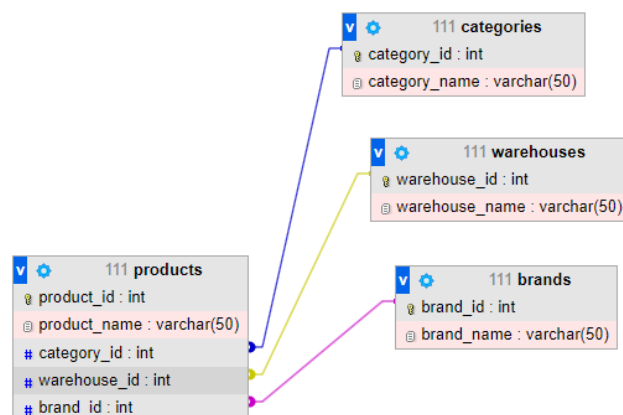 v 111 categories
category_id : int
category_name : varchar(50)
v 111 warehouses
warehouse_id : int
warehouse_name : varchar(50)
v 111 products
product_id : int
product_name : varchar(50)
# category_id : int
# warehouse_id : int
# brand_id : int
v 111 brands
brand_id : int
brand_name : varchar(50)